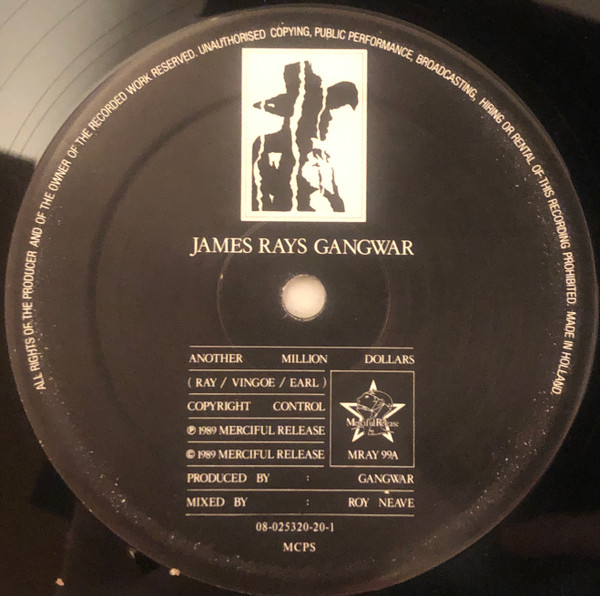 ALL RIGHTS OF THE PRODUCER AND OF THE OWNER OF THE RECORDED WORK RESERVED. UNAUTHORISED COPYING, PUBLIC PERFORMANCE, BROADCASTING, HIRING OR RENTAL OF THIS RECORDING PROHIBITED. MADE IN HOLLAND.
JAMES RAYS GANGWAR
ANOTHER MILLION DOLLARS
( RAY / VINGOE / EARL )
COPYRIGHT CONTROL
℗ 1989 MERCIFUL RELEASE
© 1989 MERCIFUL RELEASE
Merciful Release
MRAY 99A
PRODUCED BY : GANGWAR
MIXED BY : ROY NEAVE
08-025320-20-1
MCPS